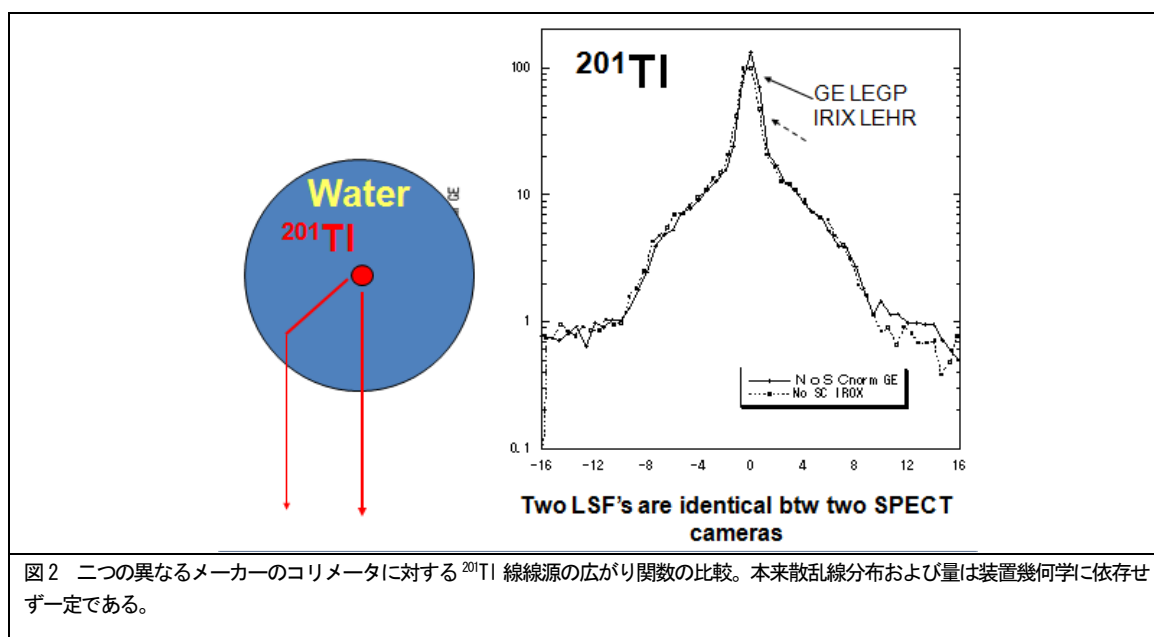 201Tl
GE LEGP
IRIX LEHR
Water
201Tl
GE
100
10
1
0.1
No SCnorm GE
No SC IROX
-16 -12 -8 -4 0 4 8 12 16
Two LSF's are identical btw two SPECT
cameras
図2 二つの異なるメーカーのコリメータに対する 201Tl 線線源の広がり関数の比較。本来散乱線分布および量は装置幾何学に依存せ
ず一定である。